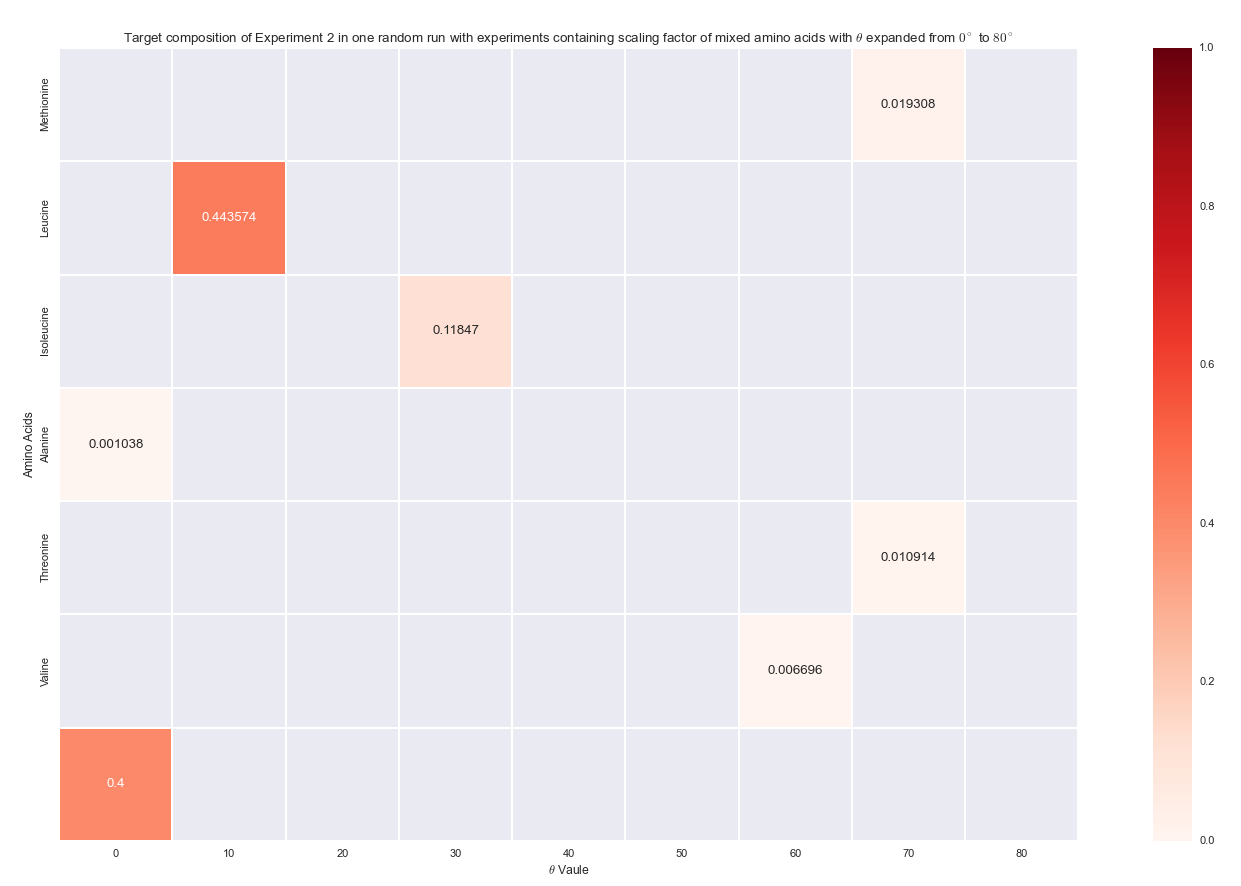 Target composition of Experiment 2 in one random run with experiments containing scaling factor of mixed amino acids with θ expanded from 0° to 80°
1.0
Methionine
0.019308
Leucine
0.443574
0.8
Isoleucine
0.11847
0.6
Amino Acids
Alanine
0.001038
0.4
Threonine
0.010914
Valine
0.006696
0.2
0.4
0.0
0 10 20 30 40 50 60 70 80
θ Vaule